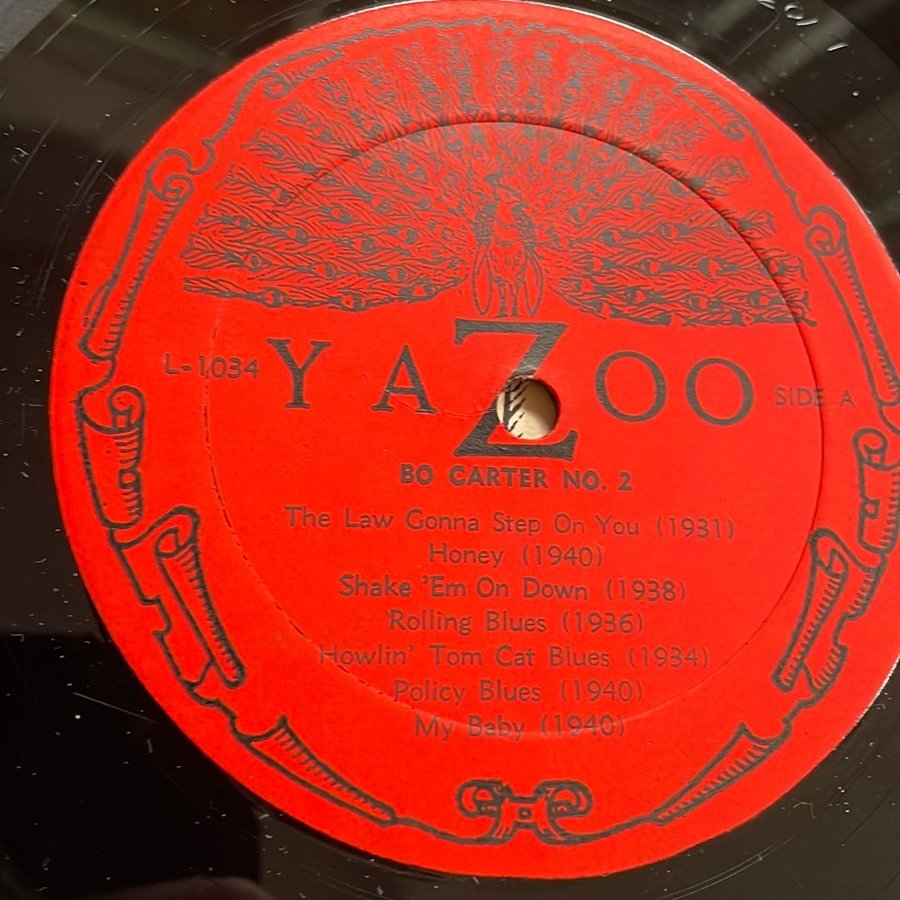 L-1034 YAZOO SIDE A
BO CARTER NO. 2
The Law Gonna Step On You (1931)
Honey (1940)
Shake 'Em On Down (1938)
Rolling Blues (1936)
Howlin' Tom Cat Blues (1934)
Policy Blues (1940)
My Baby (1940)